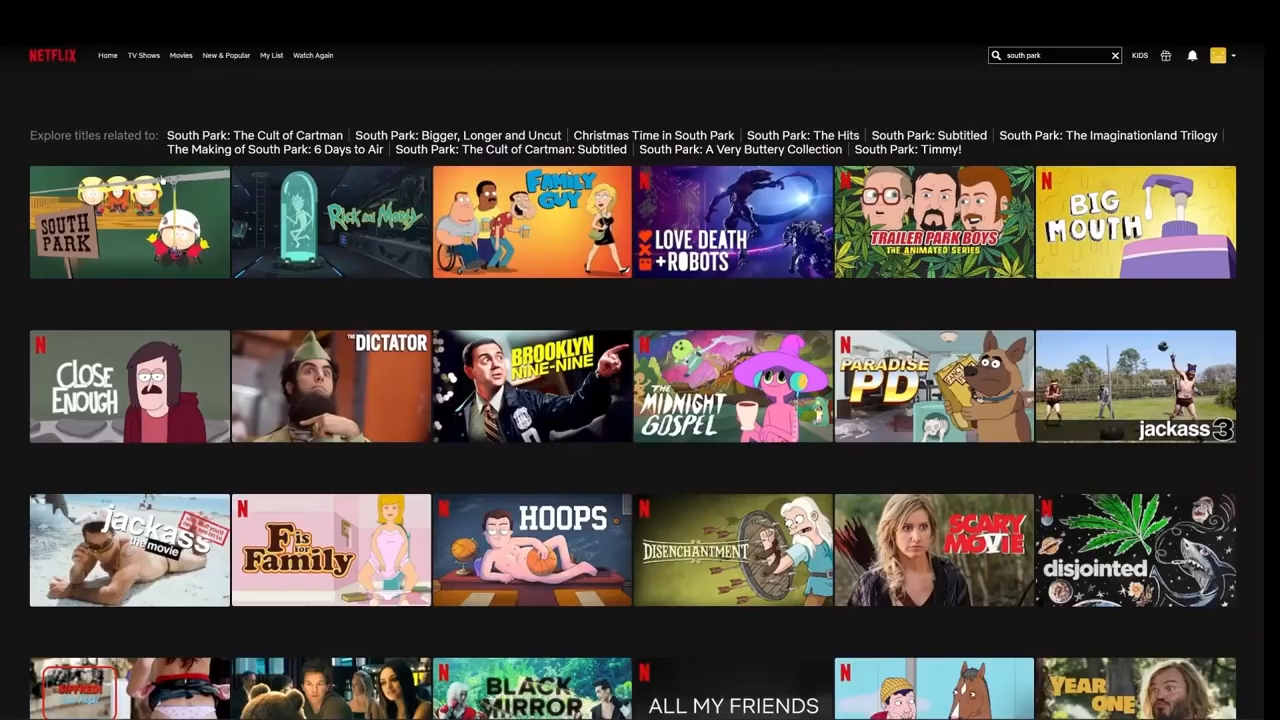 NETFLIX Home TV Shows Movies New & Popular My List Watch Again south park KIDS
Explore titles related to: South Park: The Cult of Cartman South Park: Bigger, Longer and Uncut Christmas Time in South Park South Park: The Hits South Park: Subtitled South Park: The Imaginationland Trilogy
The Making of South Park: 6 Days to Air South Park: The Cult of Cartman: Subtitled South Park: A Very Buttery Collection South Park: Timmy!
SOUTH
PARK
RICK AND MORTY
FAMILY
GUY
N
LOVE DEATH
+ROBOTS
N
TRAILER PARK BOYS
THE ANIMATED SERIES
N
BIG
MOUTH
N
CLOSE
ENOUGH
THE DICTATOR
BROOKLYN
NINE-NINE
N
THE
MIDNIGHT
GOSPEL
N
PARADISE
PD
jackass 3
jackass
the movie
N
F is
for
Family
N
HOOPS
N
DISENCHANTMENT
SCARY
MOVIE
N
disjointed
N
BLACK
MIRROR
N
ALL MY FRIENDS
N
YEAR
ONE